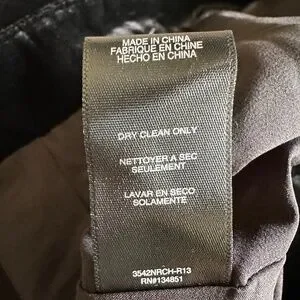 MADE IN CHINA
FABRIQUE EN CHINE
HECHO EN CHINA
DRY CLEAN ONLY
NETTOYER A SEC
SEULEMENT
LAVAR EN SECO
SOLAMENTE
3542NRCH-R13
RN#134851